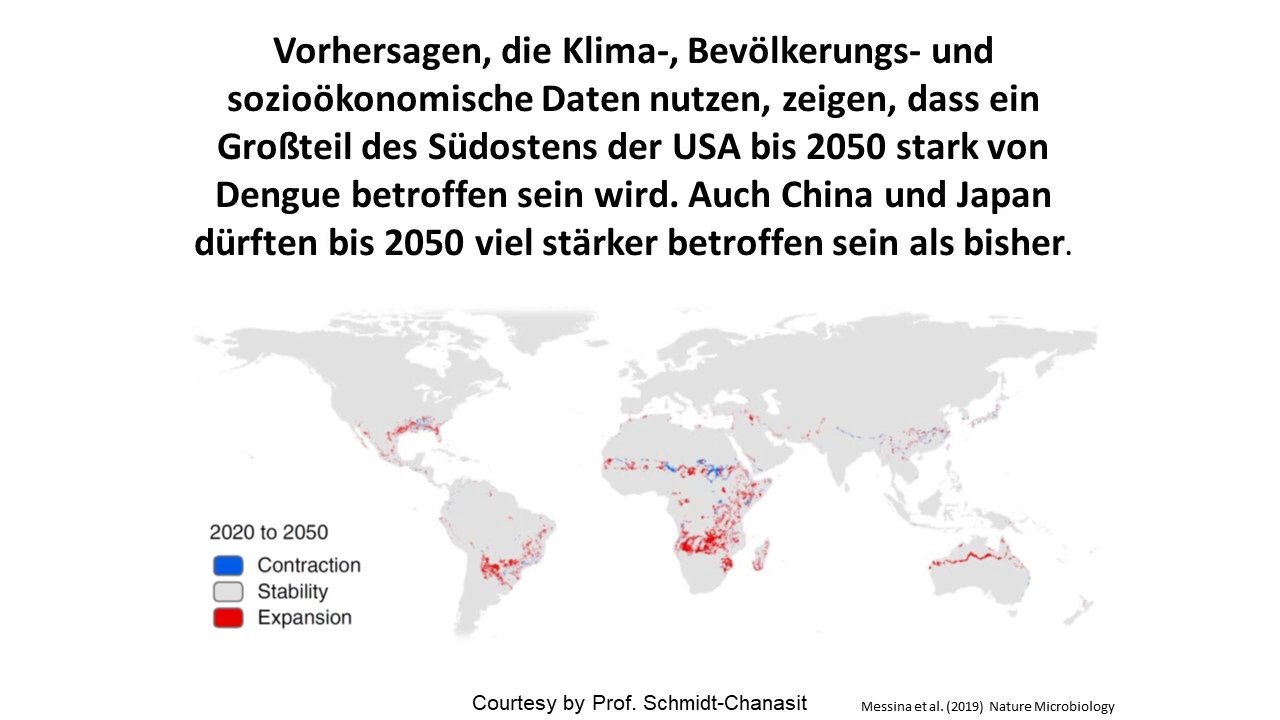 Vorhersagen, die Klima-, Bevölkerungs- und
sozioökonomische Daten nutzen, zeigen, dass ein
Großteil des Südostens der USA bis 2050 stark von
Dengue betroffen sein wird. Auch China und Japan
dürften bis 2050 viel stärker betroffen sein als bisher.
2020 to 2050
Contraction
Stability
Expansion
Courtesy by Prof. Schmidt-Chanasit
Messina et al. (2019) Nature Microbiology